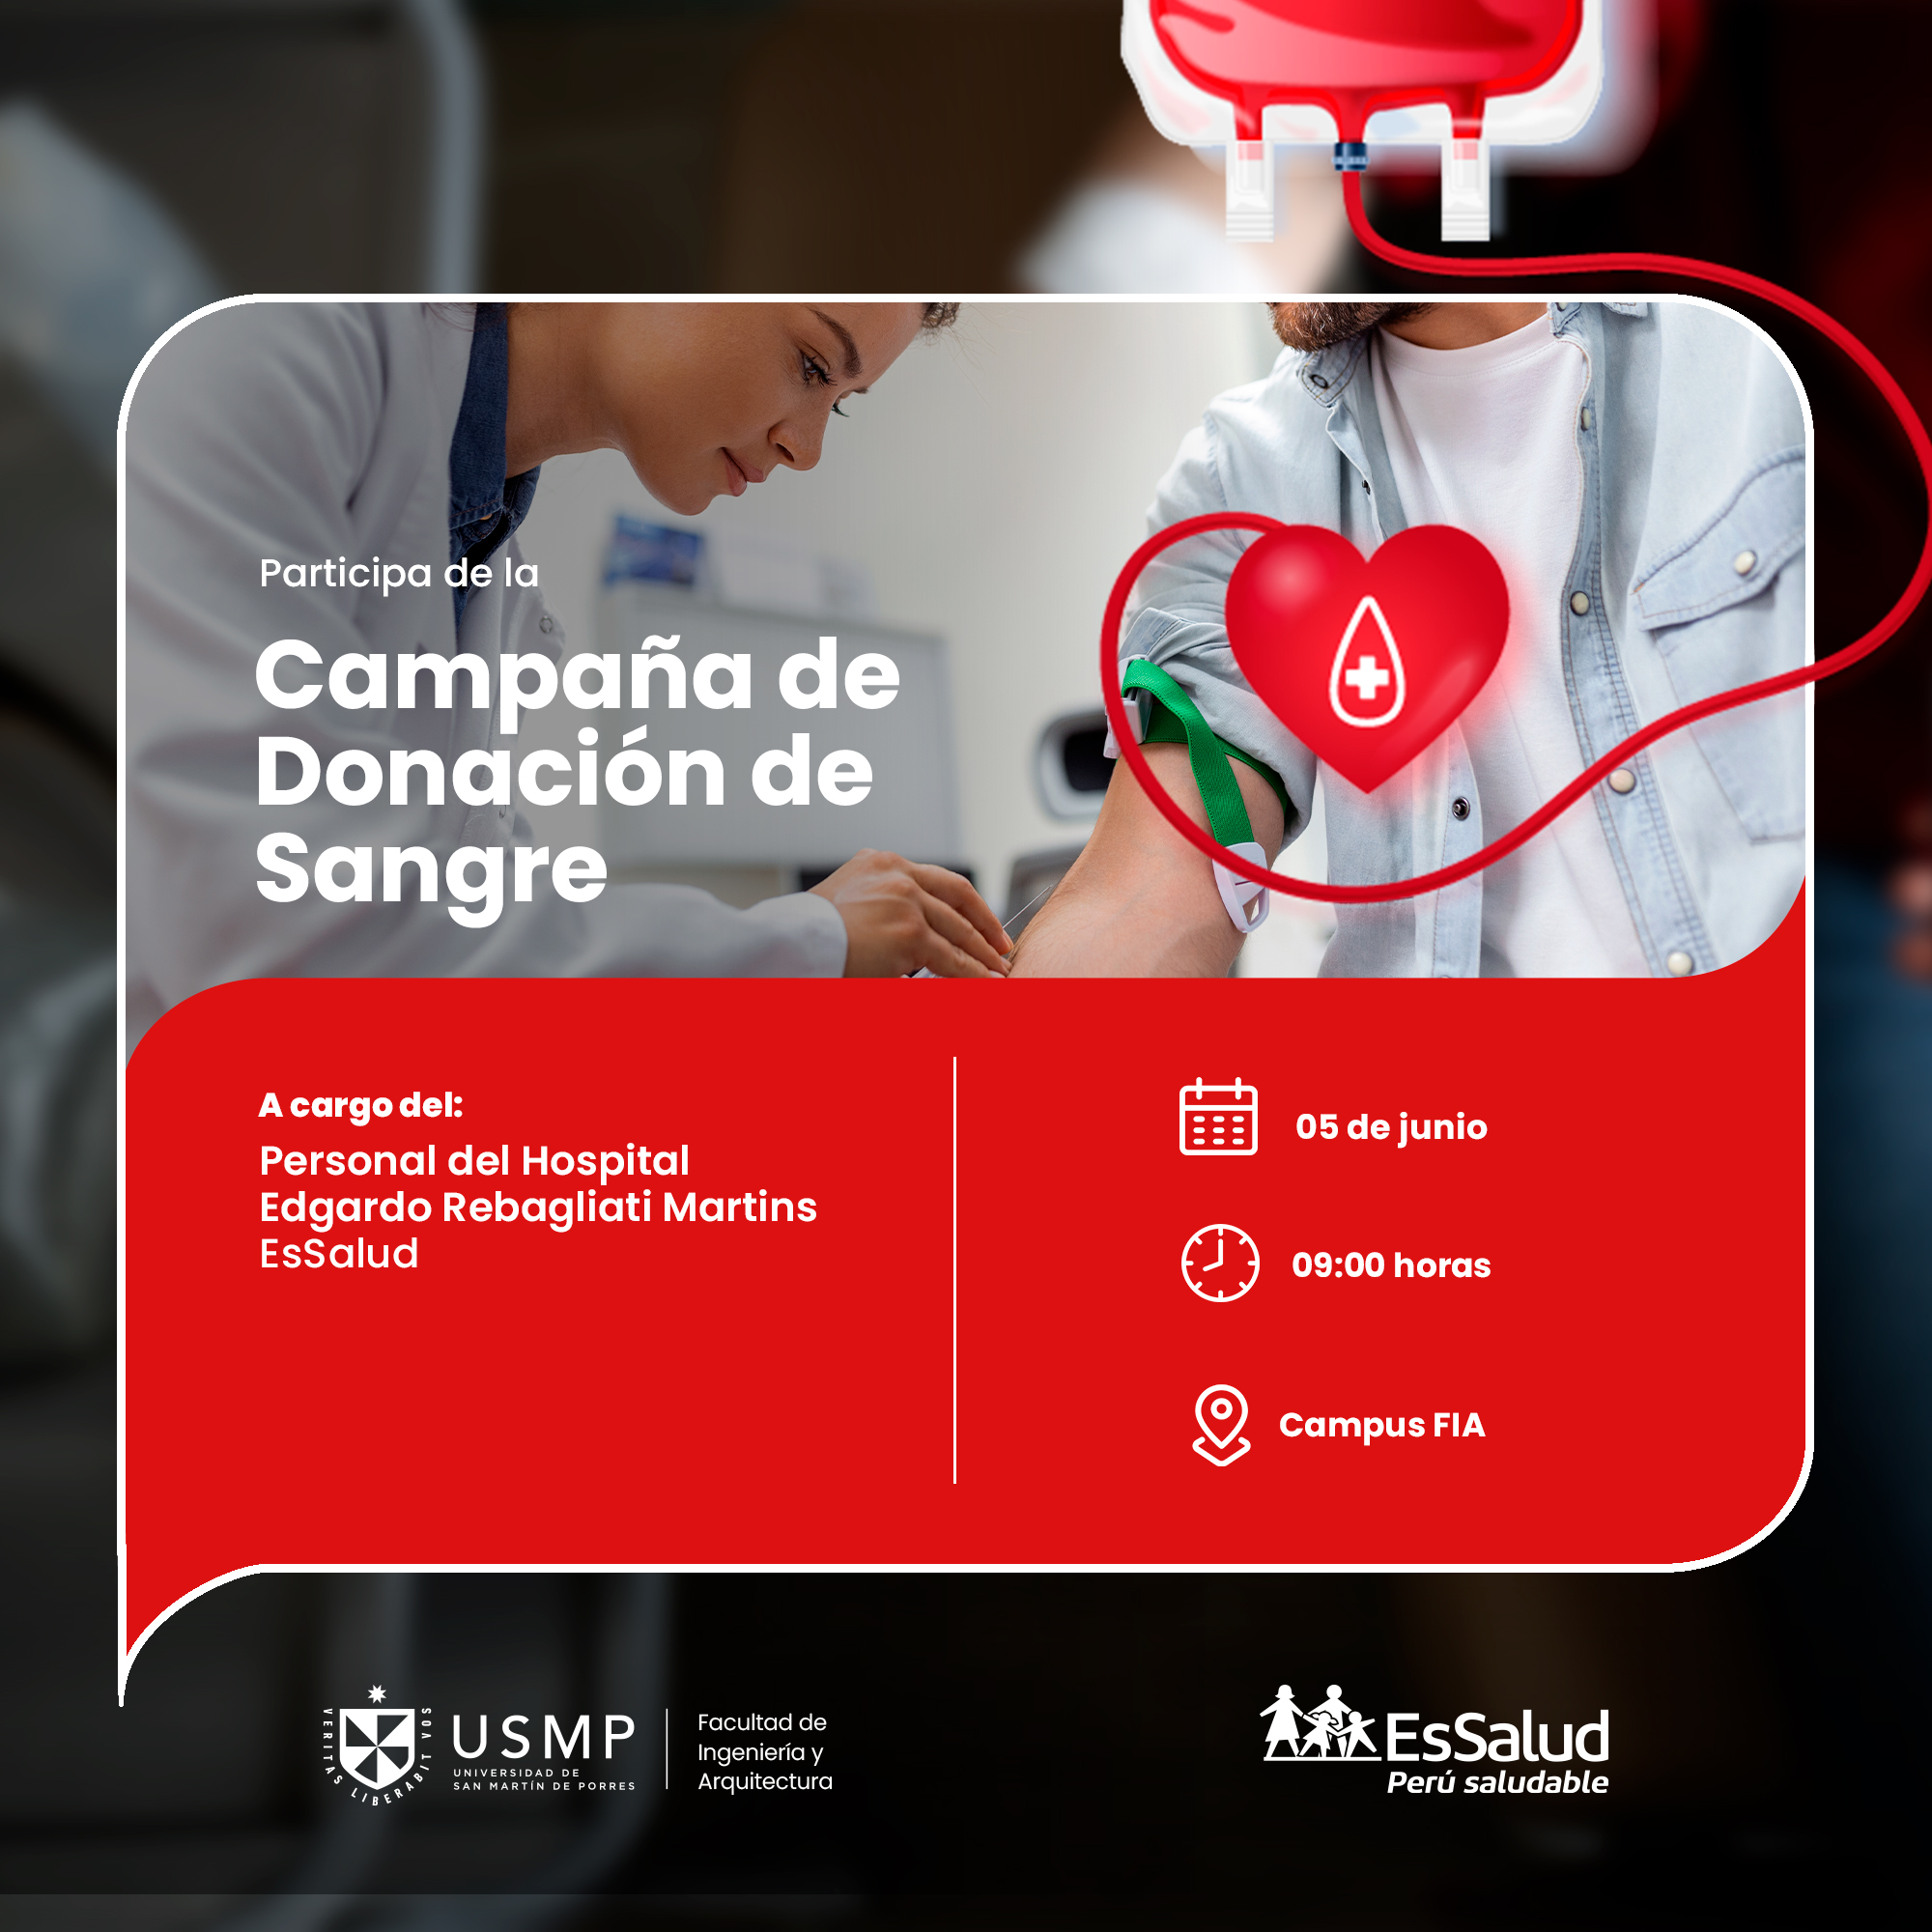 Participa de la
Campaña de
Donación de
Sangre
A cargo del:
Personal del Hospital
Edgardo Rebagliati Martins
EsSalud
05 de junio
09:00 horas
Campus FIA
VERITAS LIBERABIT VOS
USMP
UNIVERSIDAD DE
SAN MARTÍN DE PORRES
Facultad de
Ingeniería y
Arquitectura
EsSalud
Perú saludable